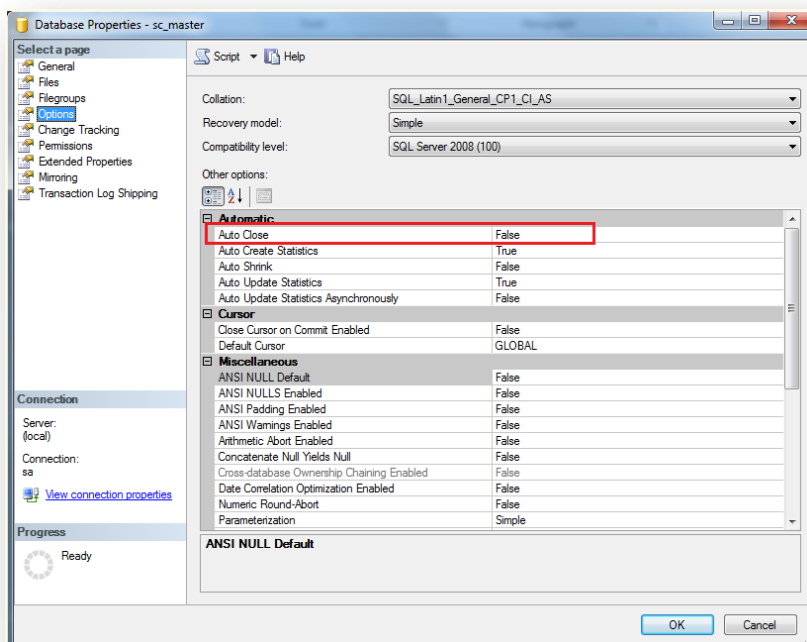 Database Properties - sc_master
Select a page
General
Files
Filegroups
Options
Change Tracking
Permissions
Extended Properties
Mirroring
Transaction Log Shipping
Connection
Server:
(local)
Connection:
sa
View connection properties
Progress
Ready
Script Help
Collation: SQL_Latin1_General_CP1_CI_AS
Recovery model: Simple
Compatibility level: SQL Server 2008 (100)
Other options:
Automatic
Auto Close False
Auto Create Statistics True
Auto Shrink False
Auto Update Statistics True
Auto Update Statistics Asynchronously False
Cursor
Close Cursor on Commit Enabled False
Default Cursor GLOBAL
Miscellaneous
ANSI NULL Default False
ANSI NULLS Enabled False
ANSI Padding Enabled False
ANSI Warnings Enabled False
Arithmetic Abort Enabled False
Concatenate Null Yields Null False
Cross-database Ownership Chaining Enabled False
Date Correlation Optimization Enabled False
Numeric Round-Abort False
Parameterization Simple
ANSI NULL Default
OK Cancel